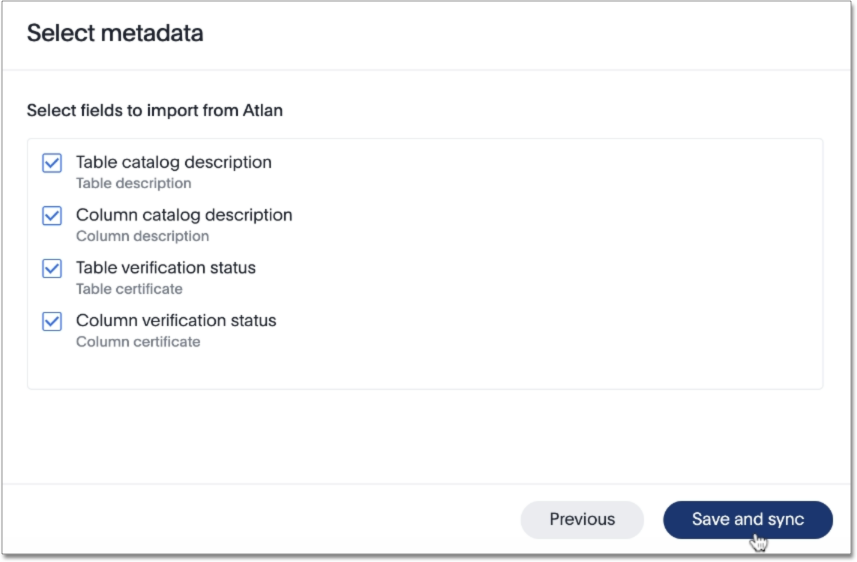 Select metadata
Select fields to import from Atlan
Table catalog description
Table description
Column catalog description
Column description
Table verification status
Table certificate
Column verification status
Column certificate
Previous
Save and sync